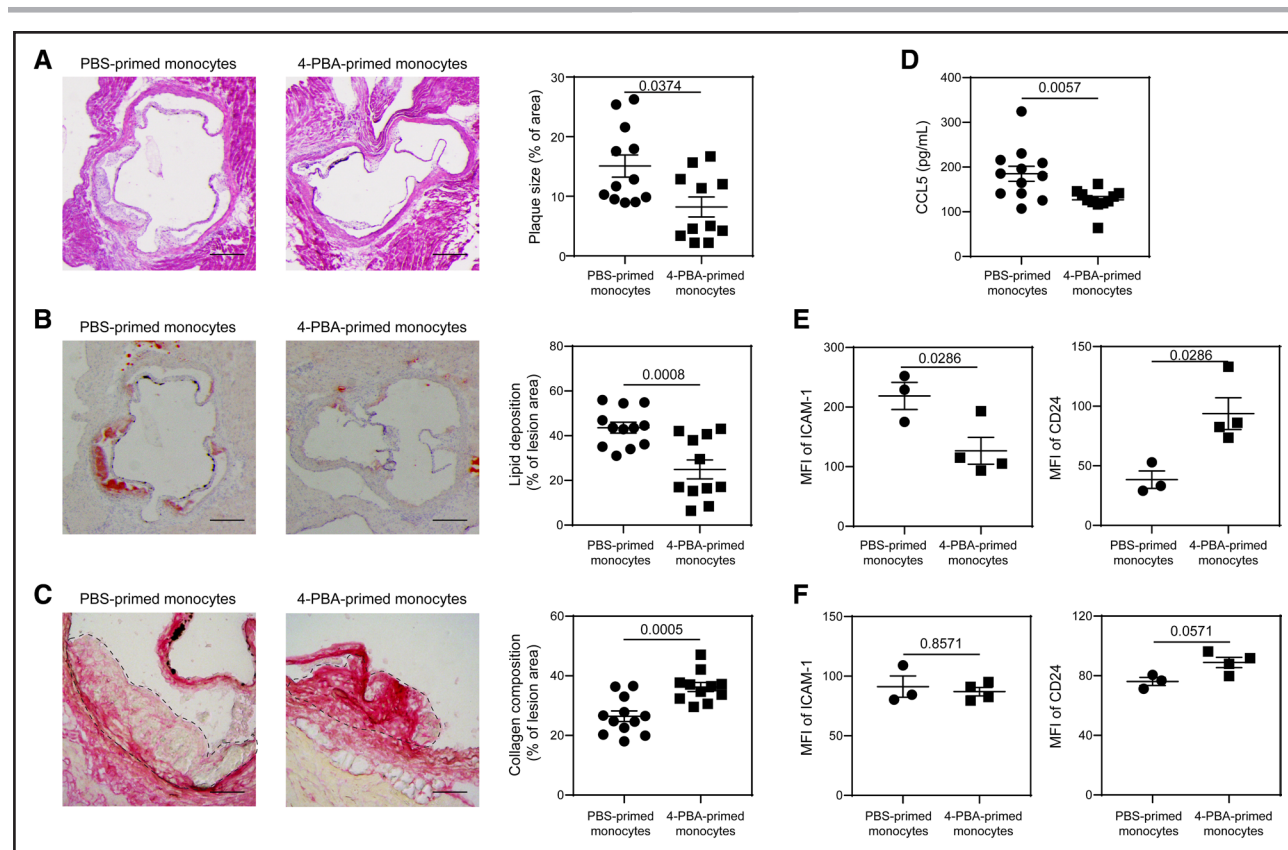 A
PBS-primed monocytes
4-PBA-primed monocytes
Plaque size (% of area)
30
20
10
0
0.0374
PBS-primed
monocytes
4-PBA-primed
monocytes
D
CCL5 (pg/mL)
400
300
200
100
0
0.0057
PBS-primed
monocytes
4-PBA-primed
monocytes
B
PBS-primed monocytes
4-PBA-primed monocytes
Lipid deposition
(% of lesion area)
80
60
40
20
0
0.0008
PBS-primed
monocytes
4-PBA-primed
monocytes
E
MFI of ICAM-1
300
200
100
0
0.0286
PBS-primed
monocytes
4-PBA-primed
monocytes
MFI of CD24
150
100
50
0
0.0286
PBS-primed
monocytes
4-PBA-primed
monocytes
C
PBS-primed monocytes
4-PBA-primed monocytes
Collagen composition
(% of lesion area)
60
40
20
0
0.0005
PBS-primed
monocytes
4-PBA-primed
monocytes
F
MFI of ICAM-1
150
100
50
0
0.8571
PBS-primed
monocytes
4-PBA-primed
monocytes
MFI of CD24
120
80
40
0
0.0571
PBS-primed
monocytes
4-PBA-primed
monocytes